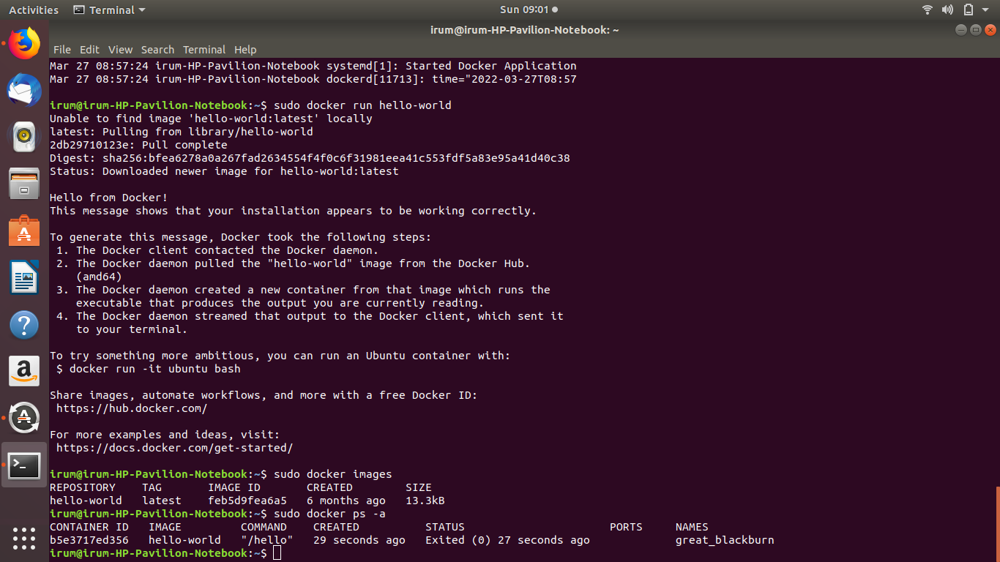 Activities Terminal Sun 09:01
irum@irum-HP-Pavilion-Notebook: ~
File Edit View Search Terminal Help
Mar 27 08:57:24 irum-HP-Pavilion-Notebook systemd[1]: Started Docker Application
Mar 27 08:57:24 irum-HP-Pavilion-Notebook dockerd[11713]: time="2022-03-27T08:57
irum@irum-HP-Pavilion-Notebook:~$ sudo docker run hello-world
Unable to find image 'hello-world:latest' locally
latest: Pulling from library/hello-world
2db29710123e: Pull complete
Digest: sha256:bfea6278a0a267fad2634554f4f0c6f31981eea41c553fdf5a83e95a41d40c38
Status: Downloaded newer image for hello-world:latest
Hello from Docker!
This message shows that your installation appears to be working correctly.
To generate this message, Docker took the following steps:
1. The Docker client contacted the Docker daemon.
2. The Docker daemon pulled the "hello-world" image from the Docker Hub.
(amd64)
3. The Docker daemon created a new container from that image which runs the
executable that produces the output you are currently reading.
4. The Docker daemon streamed that output to the Docker client, which sent it
to your terminal.
To try something more ambitious, you can run an Ubuntu container with:
$ docker run -it ubuntu bash
Share images, automate workflows, and more with a free Docker ID:
https://hub.docker.com/
For more examples and ideas, visit:
https://docs.docker.com/get-started/
irum@irum-HP-Pavilion-Notebook:~$ sudo docker images
REPOSITORY TAG IMAGE ID CREATED SIZE
hello-world latest feb5d9fea6a5 6 months ago 13.3kB
irum@irum-HP-Pavilion-Notebook:~$ sudo docker ps -a
CONTAINER ID IMAGE COMMAND CREATED STATUS PORTS NAMES
b5e3717ed356 hello-world "/hello" 29 seconds ago Exited (0) 27 seconds ago great_blackburn
irum@irum-HP-Pavilion-Notebook:~$